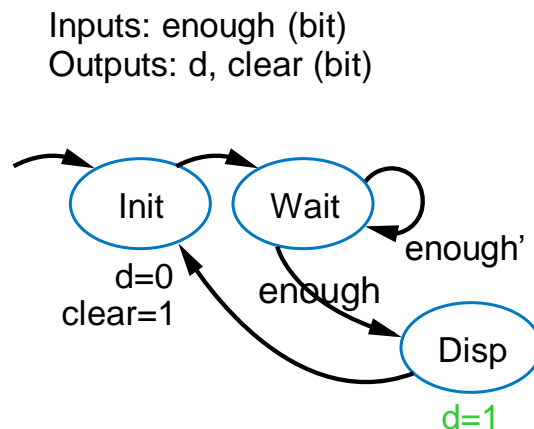 Inputs: enough (bit)
Outputs: d, clear (bit)
Init
Wait
enough’
d=0
clear=1
enough
Disp
d=1